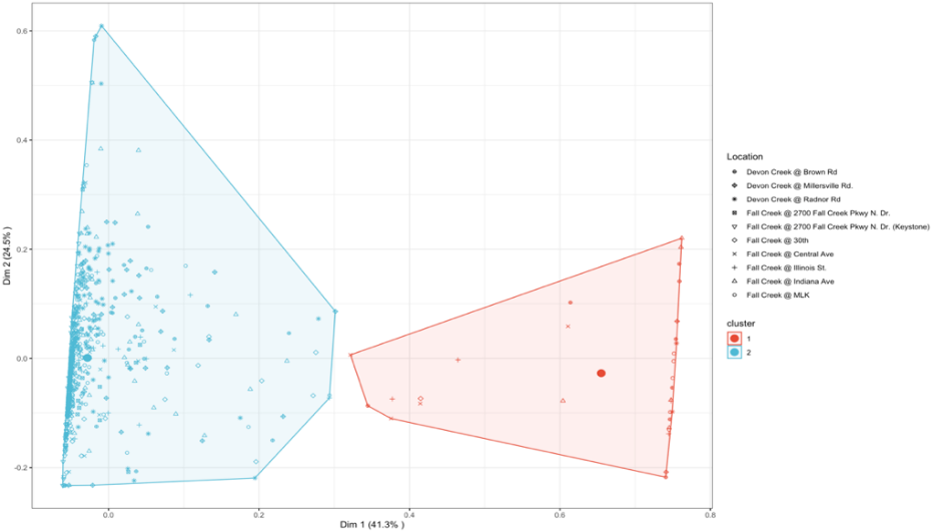 0.6
0.4
0.2
0.0
-0.2
Dim 2 (24.5% )
0.0
0.2
0.4
0.6
0.8
Dim 1 (41.3% )
Location
Devon Creek @ Brown Rd
Devon Creek @ Millersville Rd.
Devon Creek @ Radnor Rd
Fall Creek @ 2700 Fall Creek Pkwy N. Dr.
Fall Creek @ 2700 Fall Creek Pkwy N. Dr. (Keystone)
Fall Creek @ 30th
Fall Creek @ Central Ave
Fall Creek @ Illinois St.
Fall Creek @ Indiana Ave
Fall Creek @ MLK
cluster
1
2